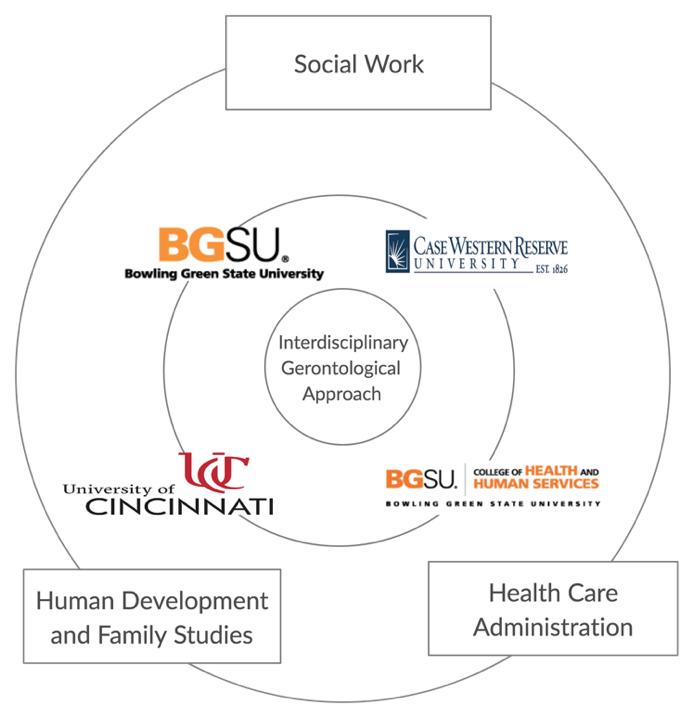 Social Work
BGSU®
Bowling Green State University
CASE WESTERN RESERVE
UNIVERSITY EST. 1826
Interdisciplinary
Gerontological
Approach
UC
University of
CINCINNATI
BGSU. COLLEGE OF HEALTH AND
HUMAN SERVICES
BOWLING GREEN STATE UNIVERSITY
Human Development
and Family Studies
Health Care
Administration